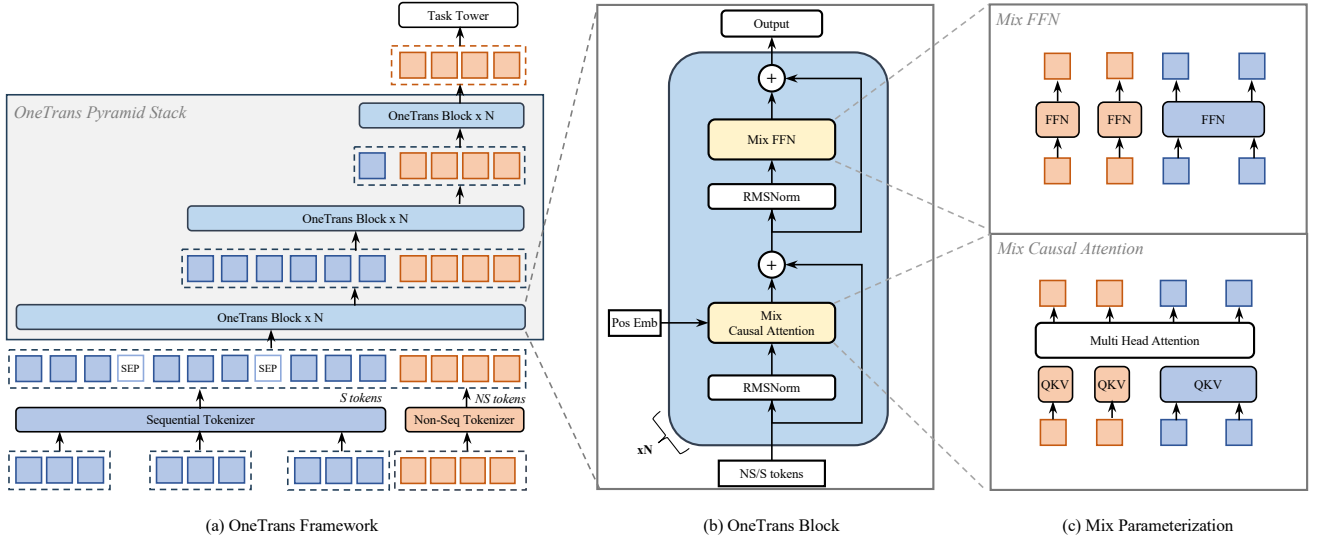 Task Tower
OneTrans Pyramid Stack
OneTrans Block x N
OneTrans Block x N
OneTrans Block x N
SEP
SEP
S tokens
NS tokens
Sequential Tokenizer
Non-Seq Tokenizer
(a) OneTrans Framework
Output
+
Mix FFN
RMSNorm
+
Pos Emb
Mix
Causal Attention
RMSNorm
xN
NS/S tokens
(b) OneTrans Block
Mix FFN
FFN
FFN
FFN
Mix Causal Attention
Multi Head Attention
QKV
QKV
QKV
(c) Mix Parameterization